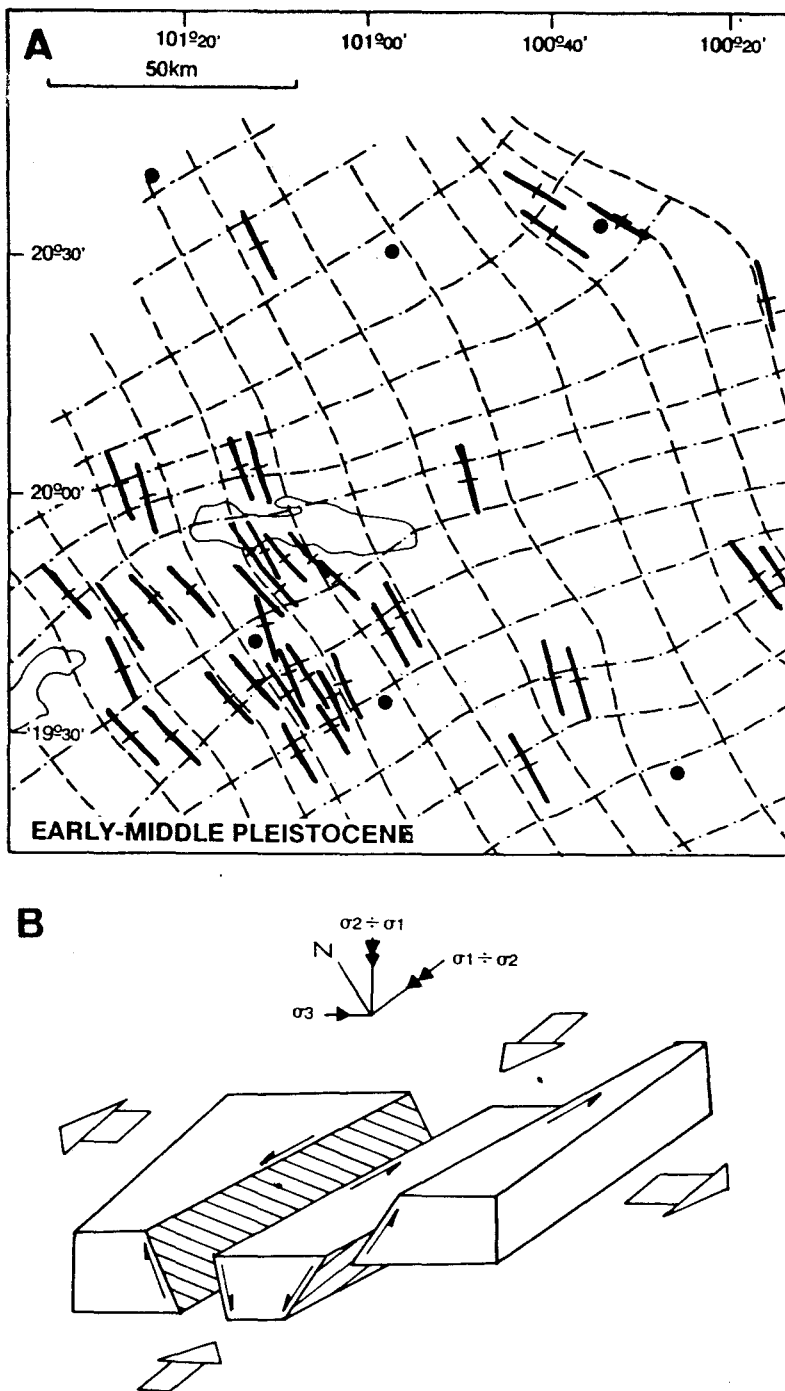 A
101º20'
101º00'
100º40'
100º20'
50km
20º30'
20º00'
19º30'
EARLY-MIDDLE PLEISTOCENE
B
σ2 ÷ σ1
N
σ1 ÷ σ2
σ3